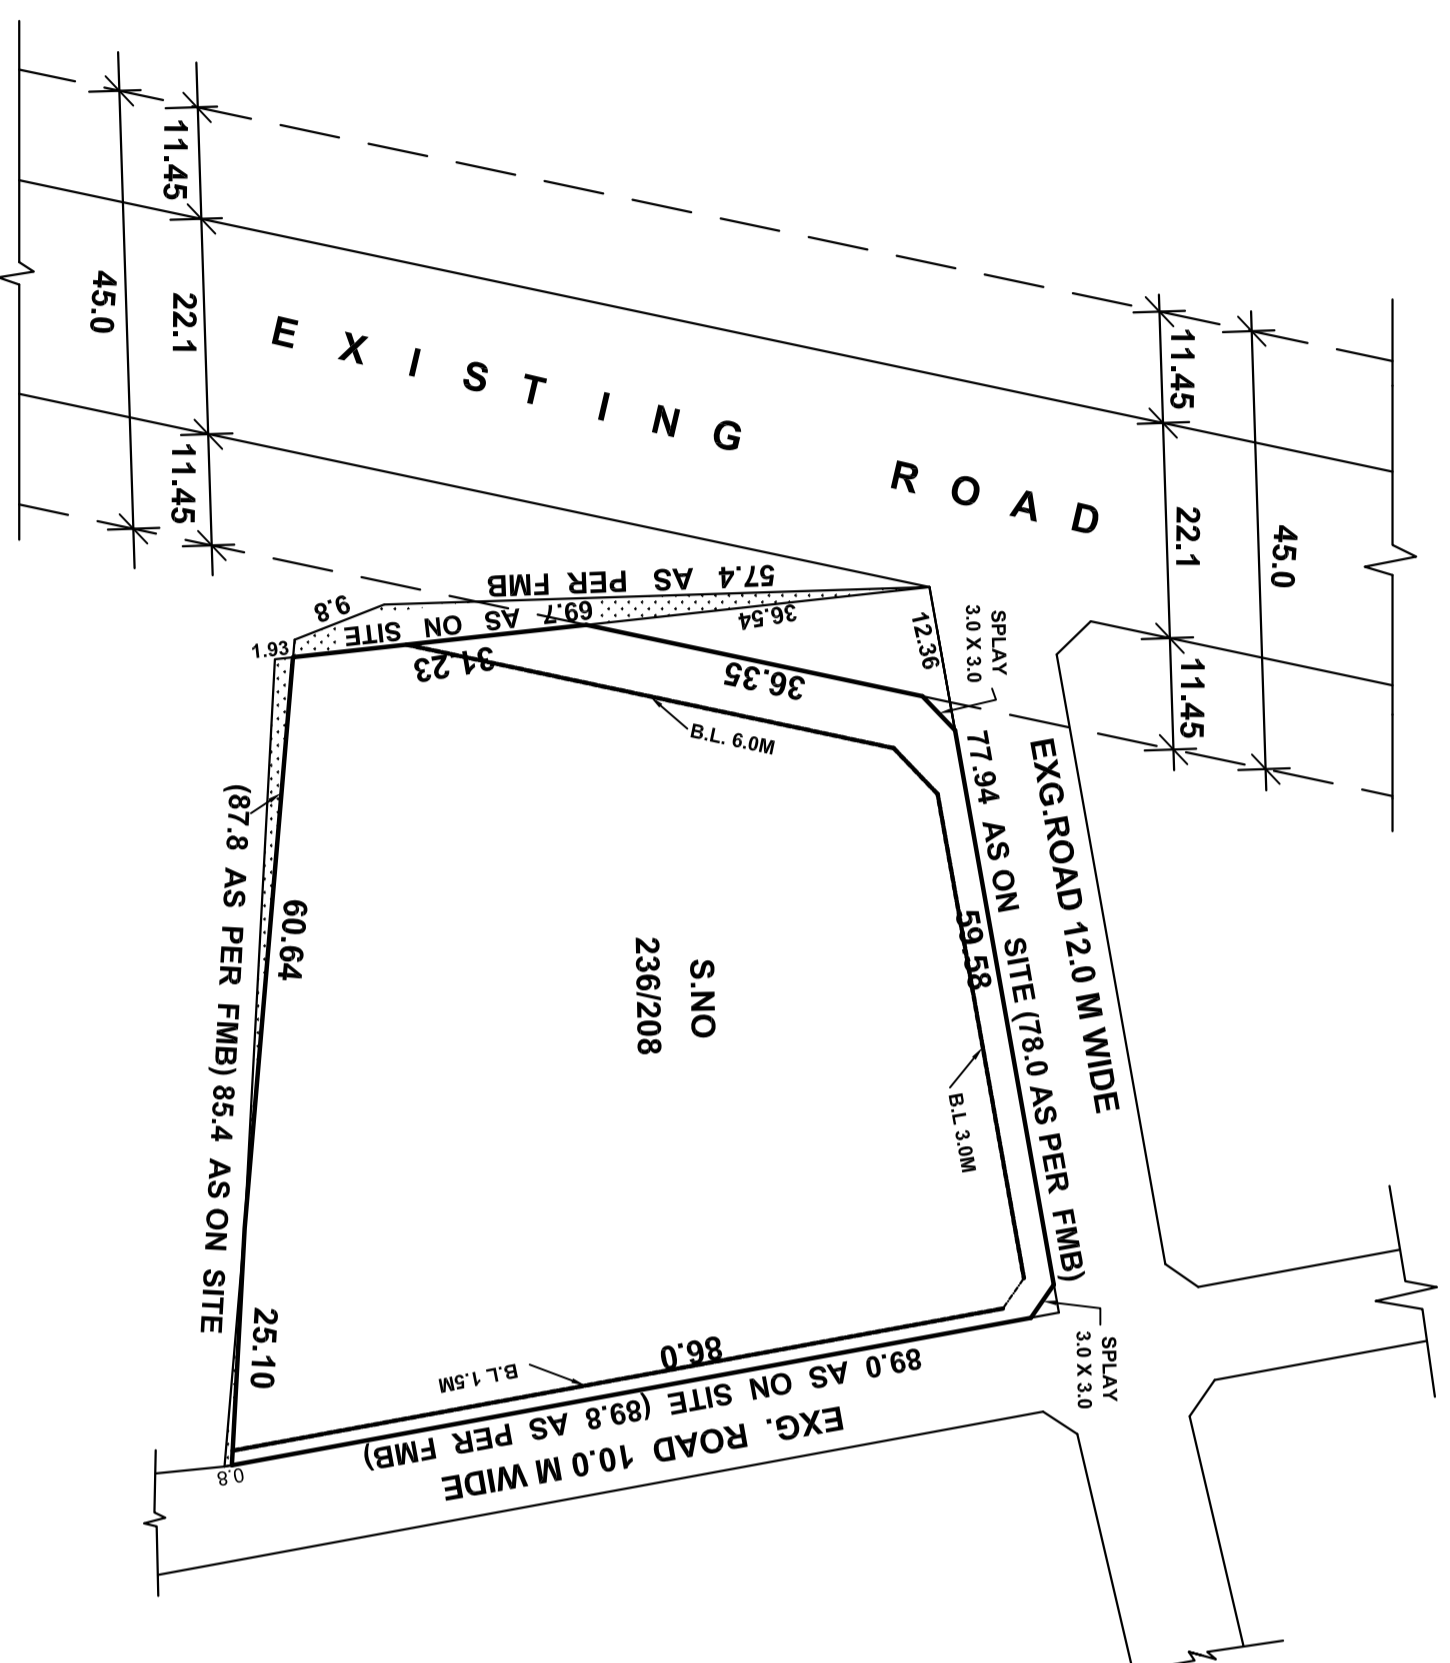 11.45
22.1
11.45
45.0
EXISTING ROAD
11.45
22.1
11.45
45.0
57.4 AS PER FMB
69.7 AS ON SITE
36.54
9.8
1.93
31.23
36.35
12.36
SPLAY
3.0 X 3.0
B.L. 6.0M
77.94 AS ON SITE (78.0 AS PER FMB)
EXG.ROAD 12.0 M WIDE
59.58
B.L 3.0M
S.NO
236/208
60.64
(87.8 AS PER FMB) 85.4 AS ON SITE
25.10
0.8
86.0
B.L 1.5M
89.0 AS ON SITE (89.8 AS PER FMB)
EXG. ROAD 10.0 M WIDE
SPLAY
3.0 X 3.0